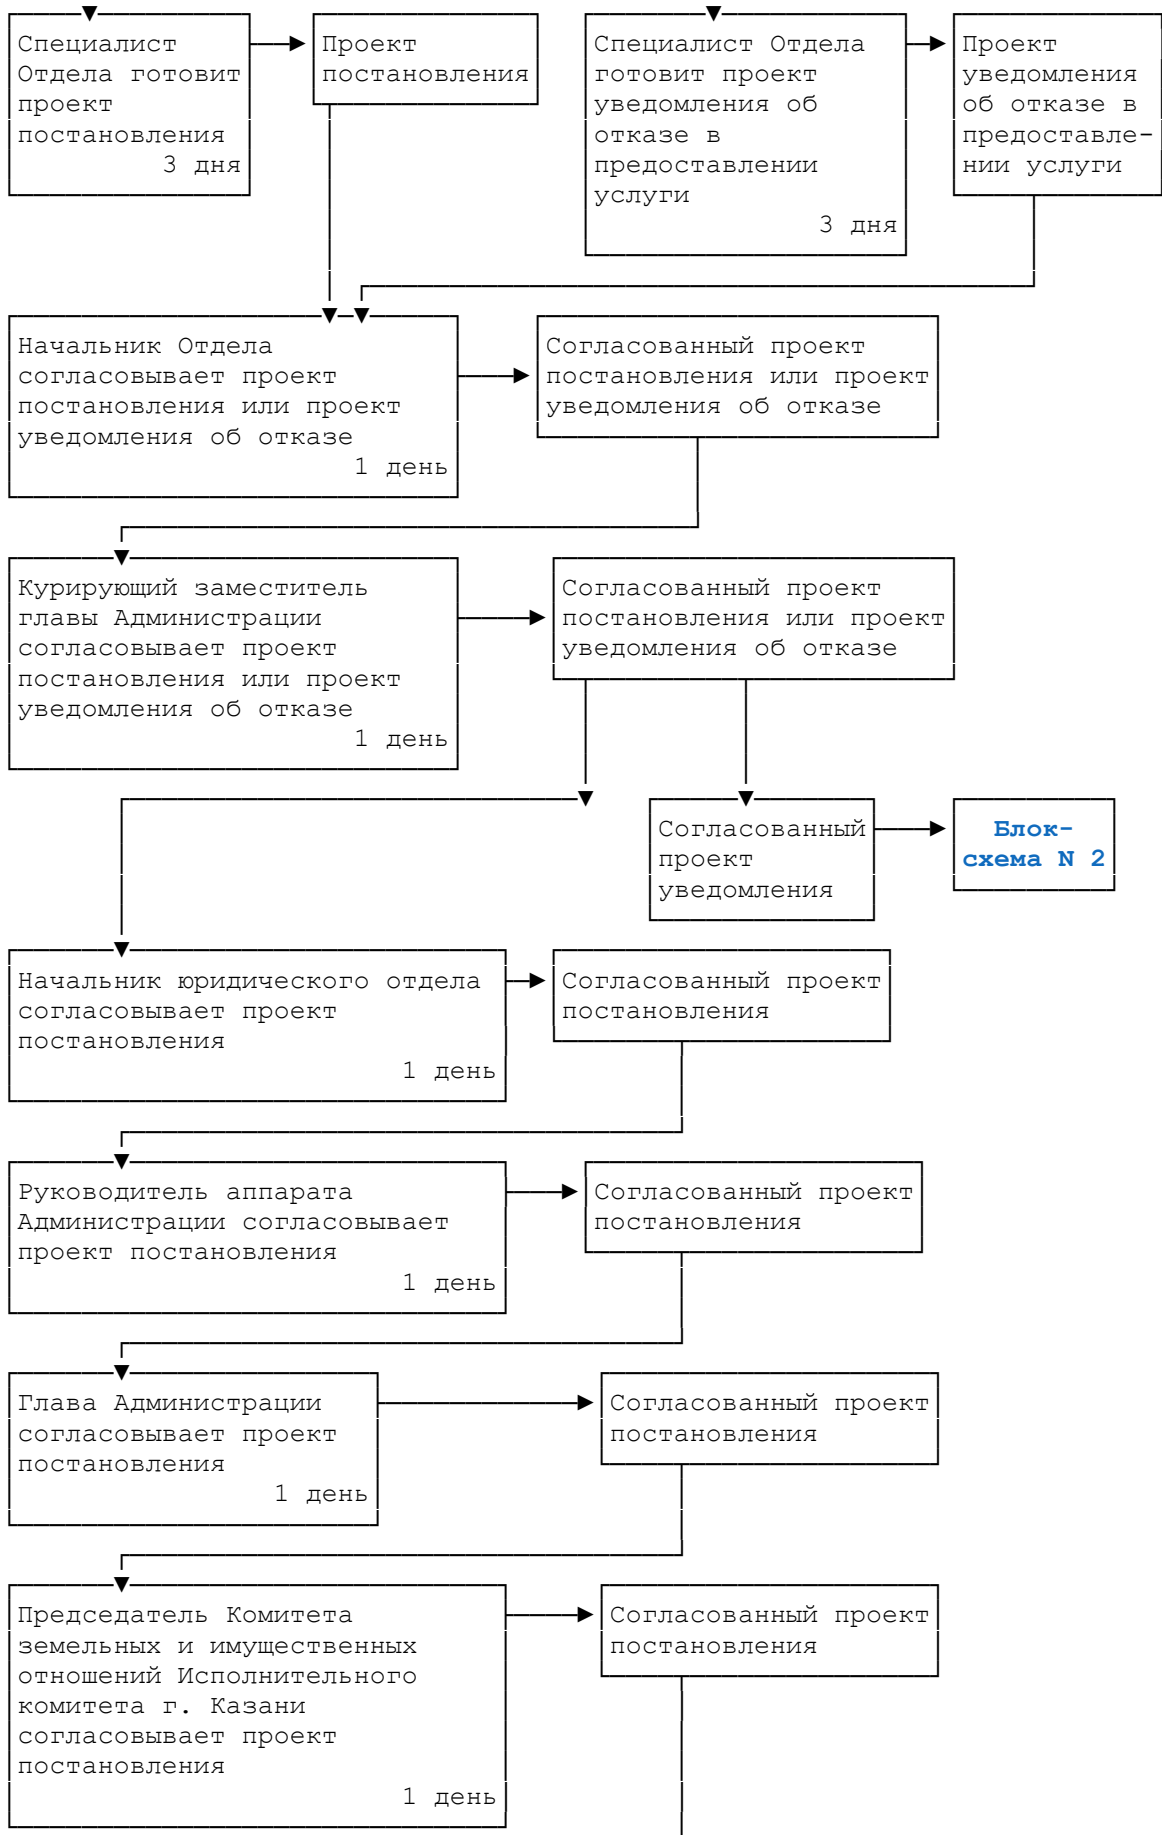 Специалист
Отдела готовит
проект
постановления
3 дня
Проект
постановления
Специалист Отдела
готовит проект
уведомления об
отказе в
предоставлении
услуги
3 дня
Проект
уведомления
об отказе в
предоставле-
нии услуги
Начальник Отдела
согласовывает проект
постановления или проект
уведомления об отказе
1 день
Согласованный проект
постановления или проект
уведомления об отказе
Курирующий заместитель
главы Администрации
согласовывает проект
постановления или проект
уведомления об отказе
1 день
Согласованный проект
постановления или проект
уведомления об отказе
Согласованный
проект
уведомления
Блок-
схема N 2
Начальник юридического отдела
согласовывает проект
постановления
1 день
Согласованный проект
постановления
Руководитель аппарата
Администрации согласовывает
проект постановления
1 день
Согласованный проект
постановления
Глава Администрации
согласовывает проект
постановления
1 день
Согласованный проект
постановления
Председатель Комитета
земельных и имущественных
отношений Исполнительного
комитета г. Казани
согласовывает проект
постановления
1 день
Согласованный проект
постановления